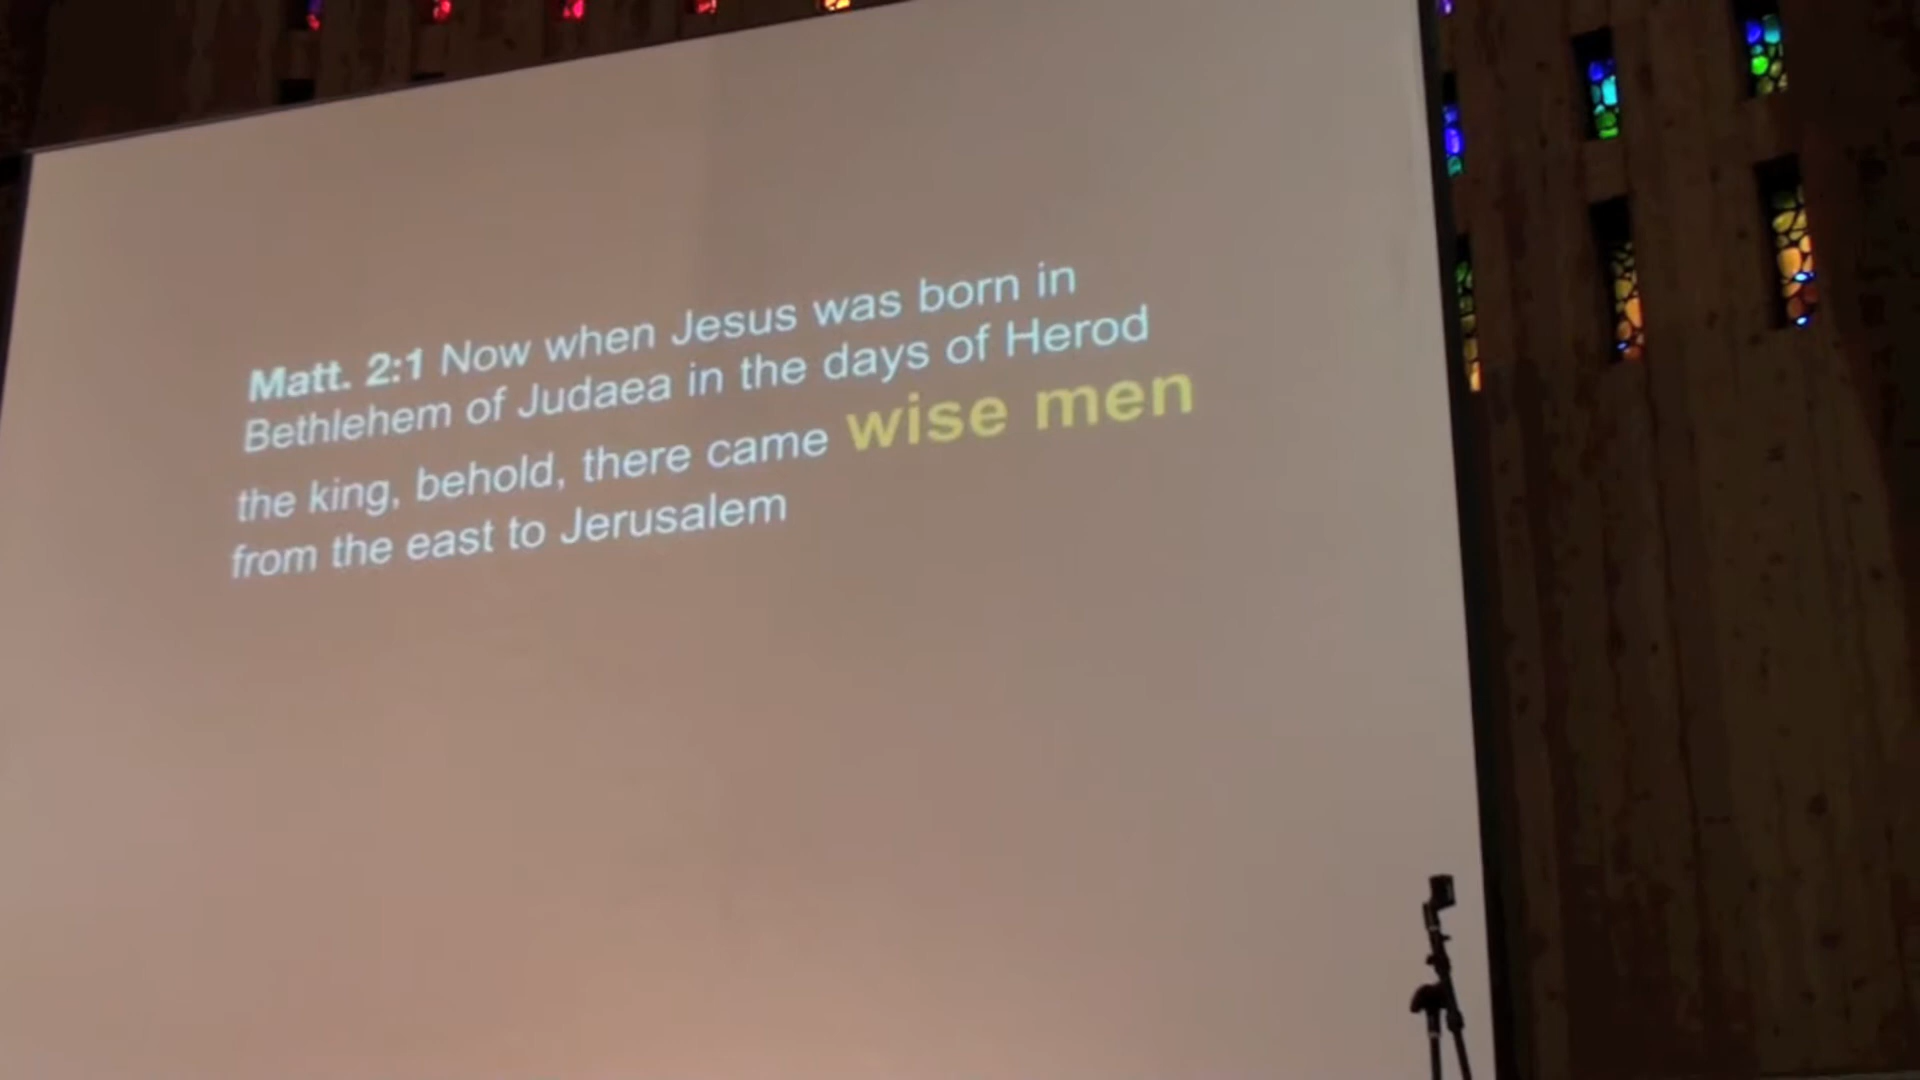 Matt. 2:1 Now when Jesus was born in
Bethlehem of Judaea in the days of Herod
the king, behold, there came wise men
from the east to Jerusalem